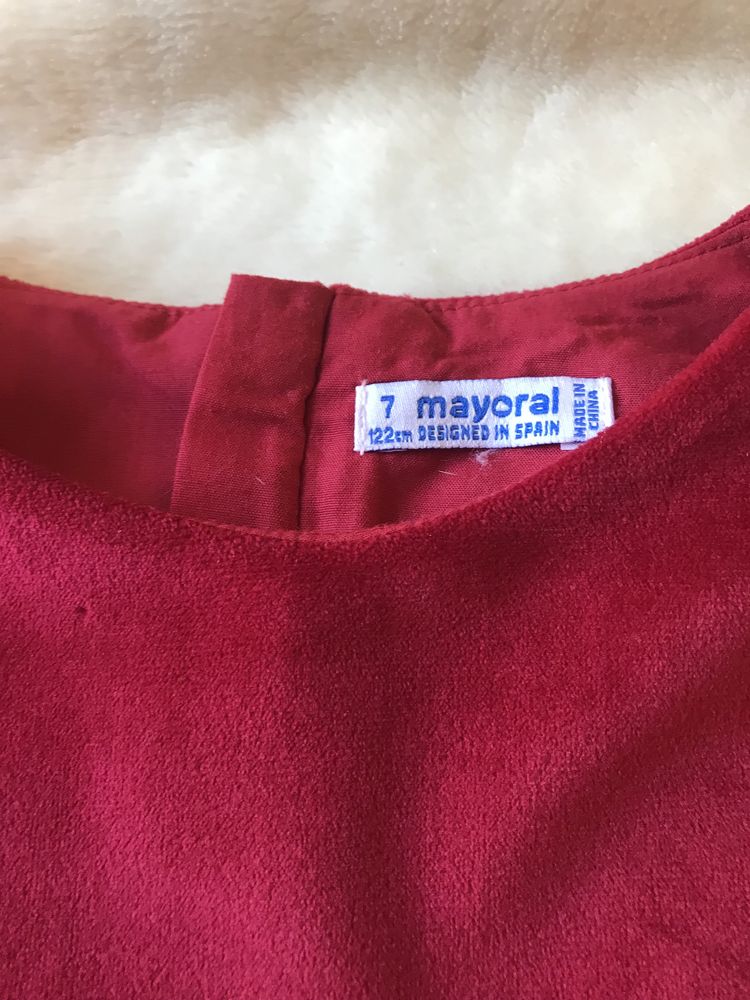 7 mayoral
122cm DESIGNED IN SPAIN
MADE IN
CHINA